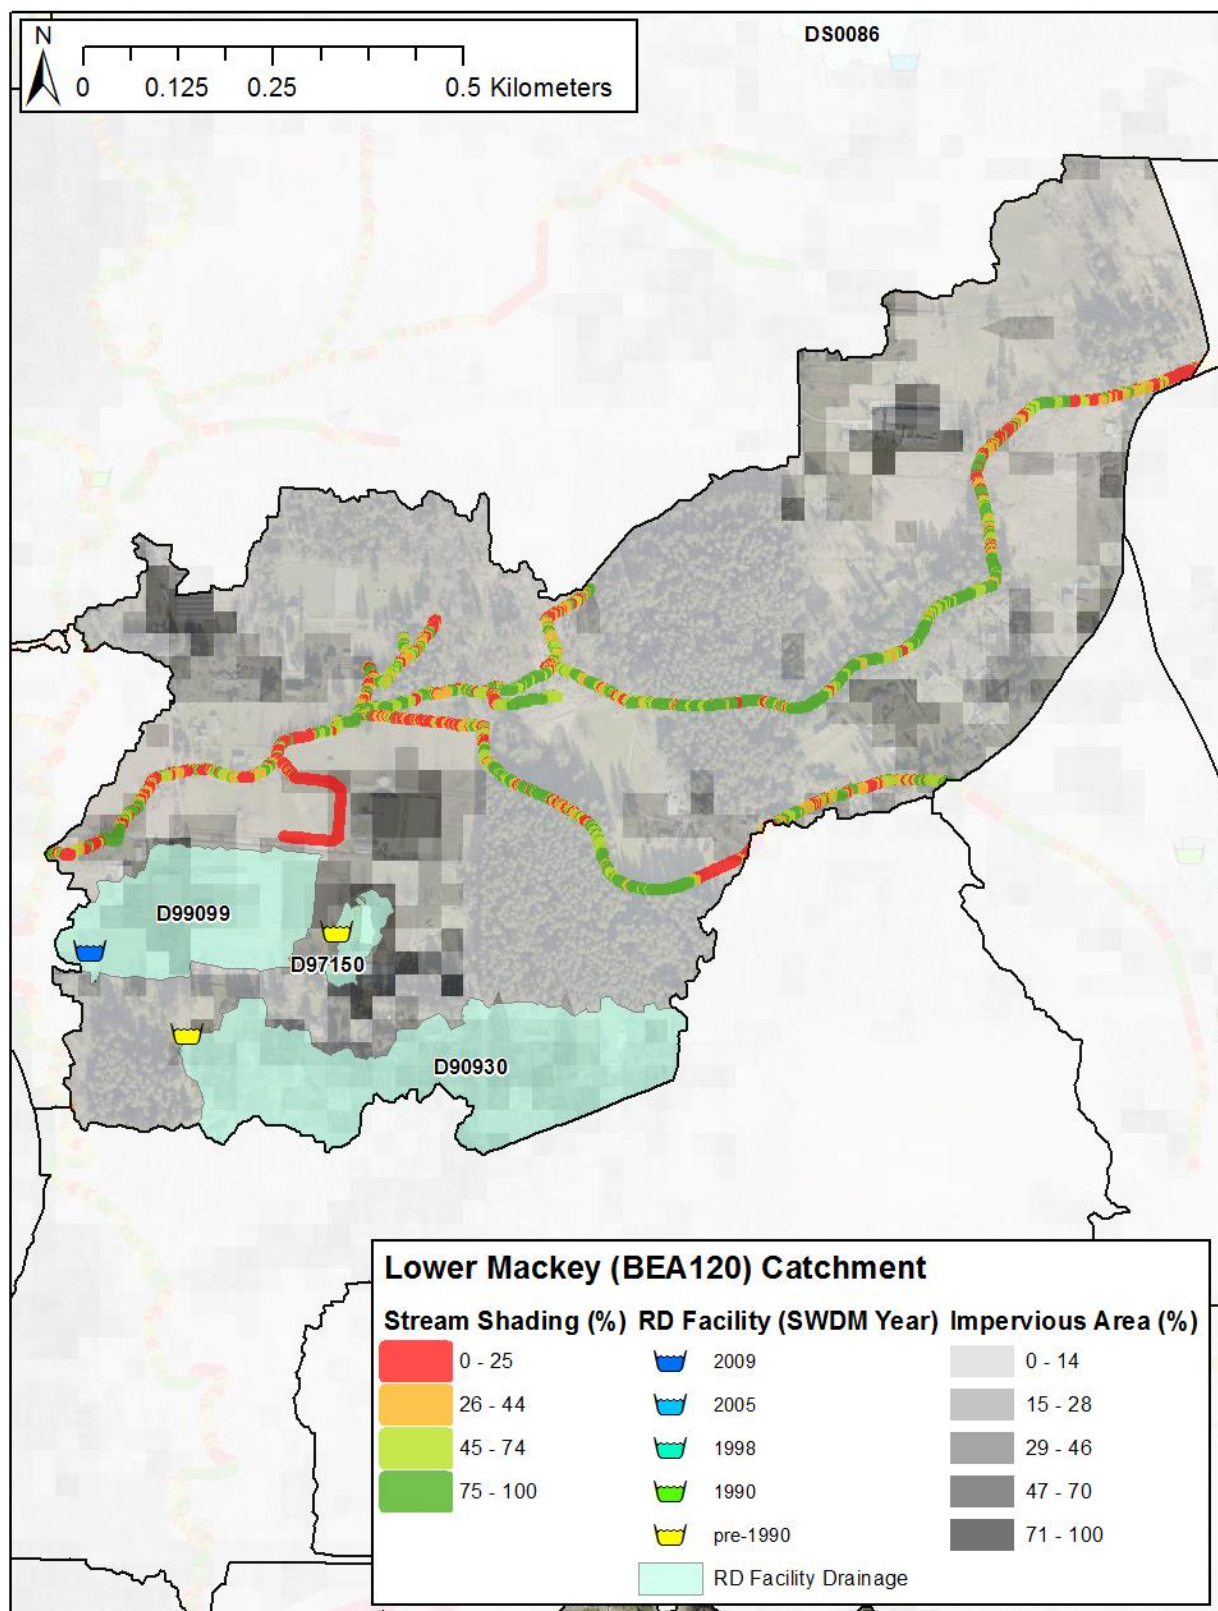 DS0086
N
0 0.125 0.25 0.5 Kilometers
D99099
D97150
D90930
Lower Mackey (BEA120) Catchment
Stream Shading (%) RD Facility (SWDM Year) Impervious Area (%)
0 - 25 2009 0 - 14
26 - 44 2005 15 - 28
45 - 74 1998 29 - 46
75 - 100 1990 47 - 70
pre-1990 71 - 100
RD Facility Drainage